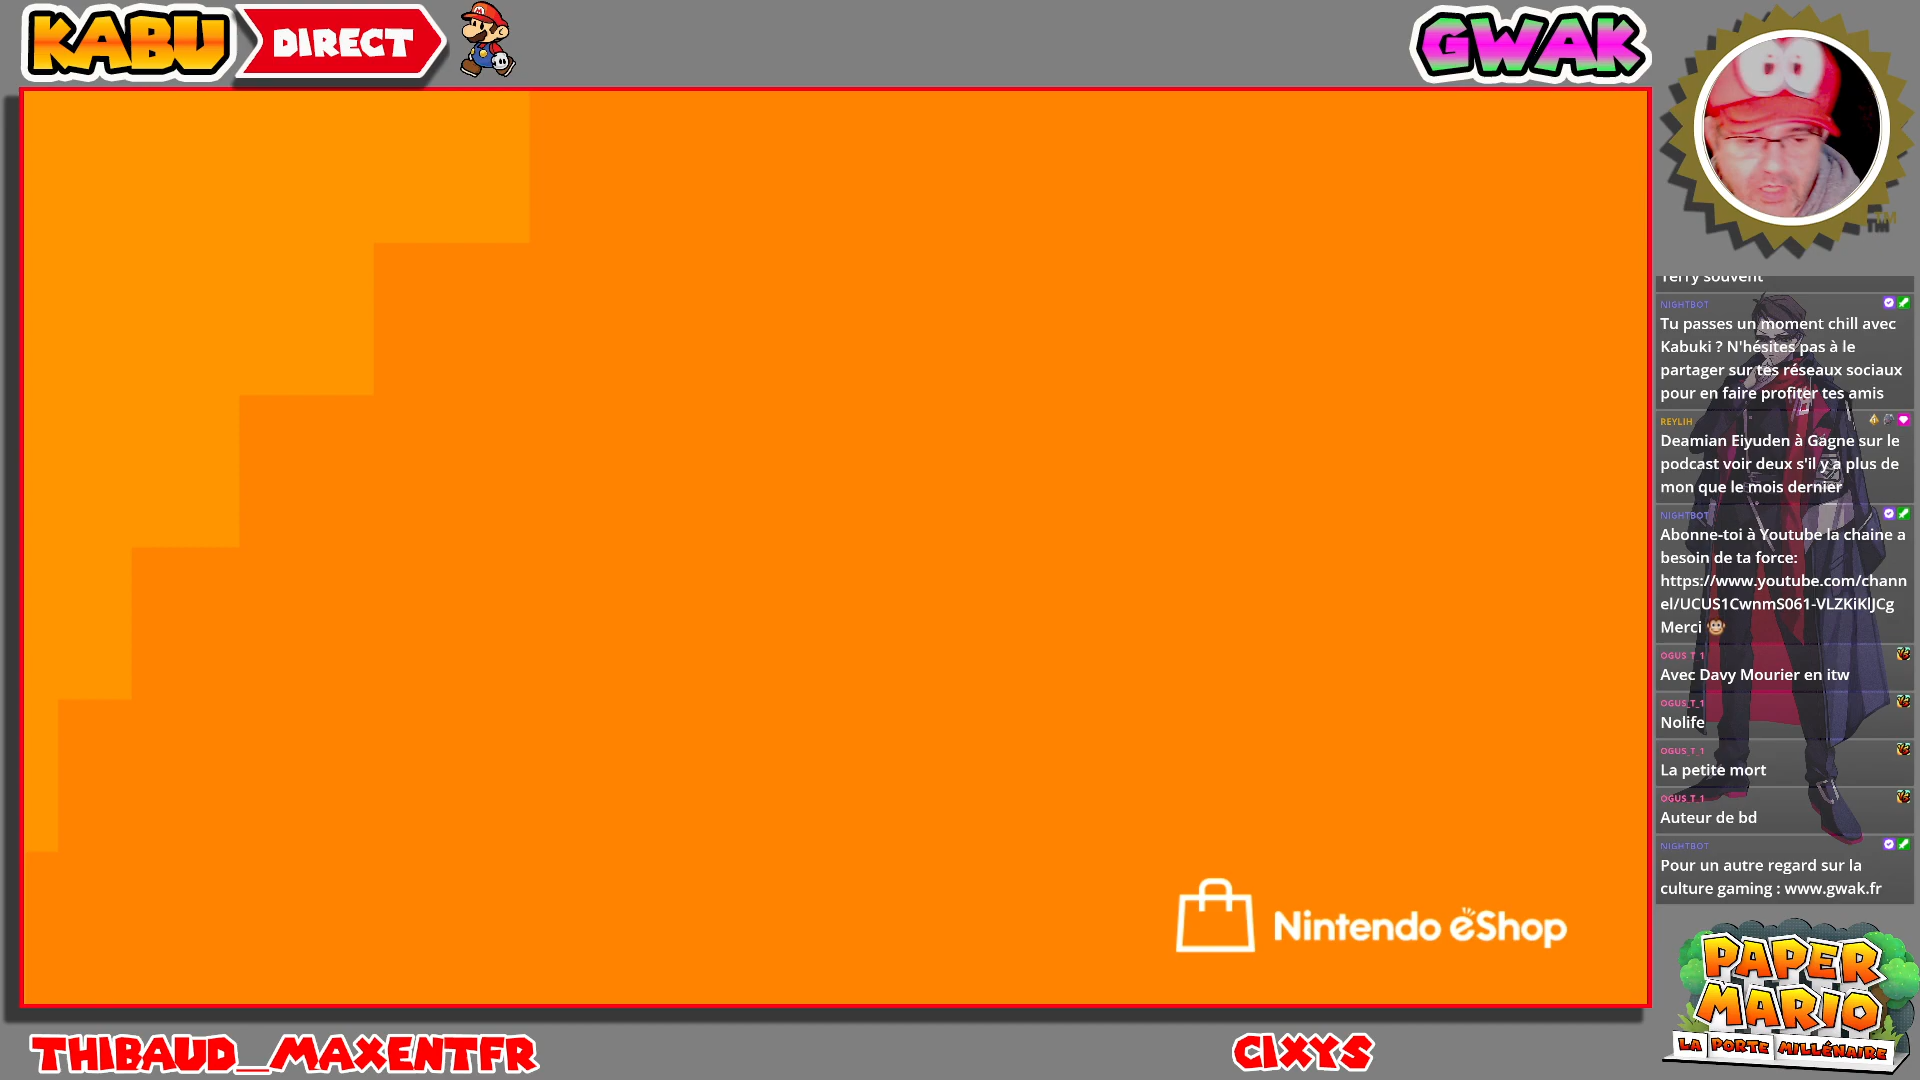 KABU DIRECT
GWAK
TM
Terry souvent
NIGHTBOT
Tu passes un moment chill avec
Kabuki ? N'hésites pas à le
partager sur tes réseaux sociaux
pour en faire profiter tes amis
REYLIH
Deamian Eiyuden à Gagne sur le
podcast voir deux s'il y a plus de
mon que le mois dernier
NIGHTBOT
Abonne-toi à Youtube la chaine a
besoin de ta force:
https://www.youtube.com/chann
el/UCUS1CwnmS061-VLZKiKlJCg
Merci
OGUS_T_1
Avec Davy Mourier en itw
OGUS_T_1
Nolife
OGUS_T_1
La petite mort
OGUS_T_1
Auteur de bd
NIGHTBOT
Pour un autre regard sur la
culture gaming : www.gwak.fr
Nintendo eShop
PAPER
MARIO
LA PORTE MILLÉNAIRE
THIBAUD_MAXENTFR
CIXYS